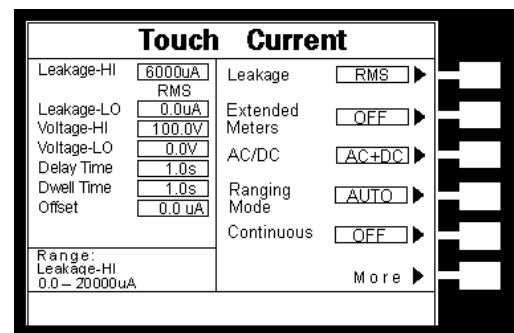 Touch Current
Leakage-HI 6000uA
RMS
Leakage-LO 0.0uA
Voltage-HI 100.0V
Voltage-LO 0.0V
Delay Time 1.0s
Dwell Time 1.0s
Offset 0.0 uA
Range:
Leakage-HI
0.0 – 20000uA
Leakage RMS
Extended
Meters OFF
AC/DC AC+DC
Ranging
Mode AUTO
Continuous OFF
More